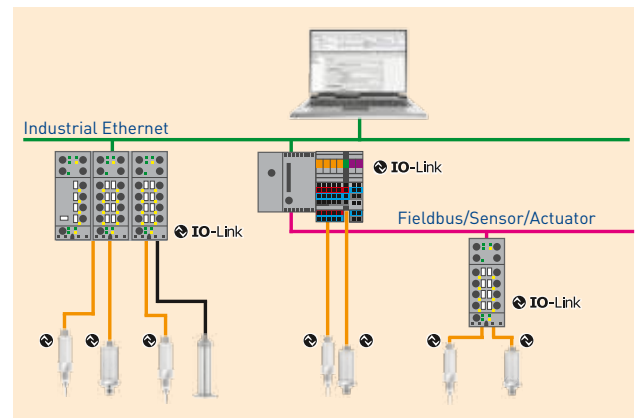 Industrial Ethernet
IO-Link
Fieldbus/Sensor/Actuator
IO-Link
IO-Link